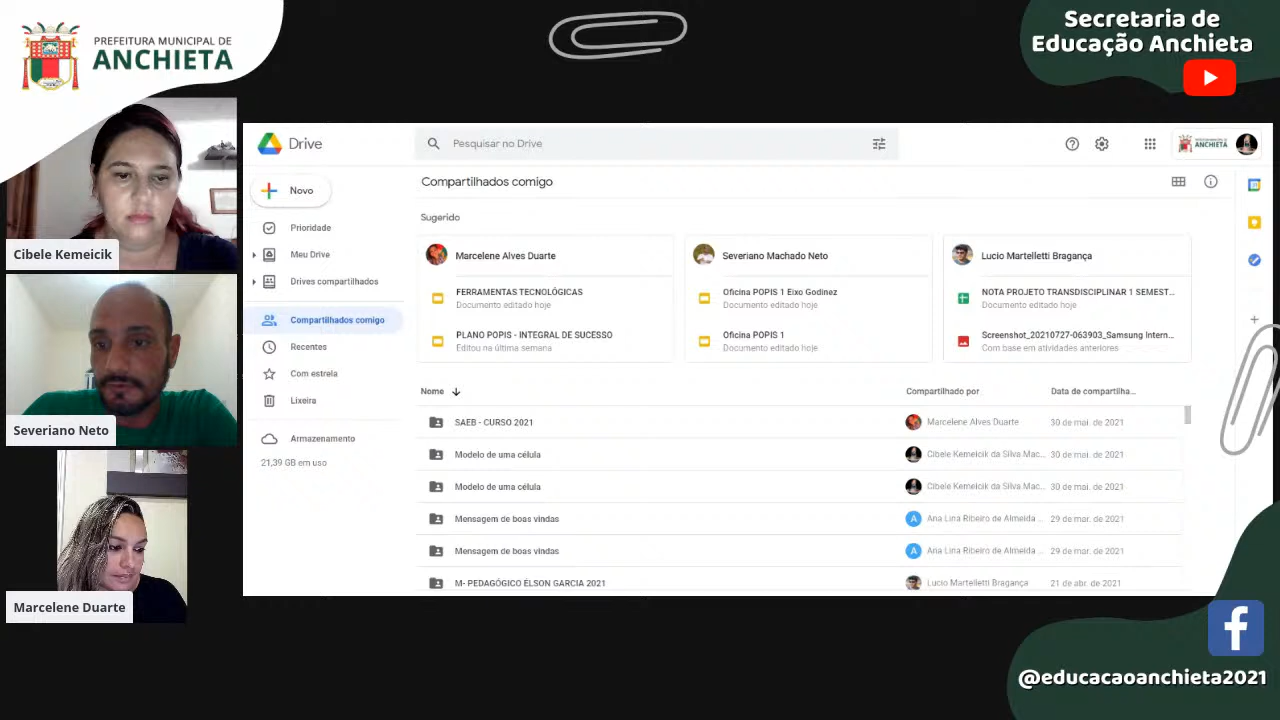 PREFEITURA MUNICIPAL DE
ANCHIETA
Secretaria de
Educação Anchieta
Cibele Kemeicik
Severiano Neto
Marcelene Duarte
Drive
Pesquisar no Drive
ANCHIETA
Novo
Prioridade
Meu Drive
Drives compartilhados
Compartilhados comigo
Recentes
Com estrela
Lixeira
Armazenamento
21,39 GB em uso
Compartilhados comigo
Sugerido
Marcelene Alves Duarte
FERRAMENTAS TECNOLÓGICAS
Documento editado hoje
PLANO POPIS - INTEGRAL DE SUCESSO
Editou na última semana
Severiano Machado Neto
Oficina POPIS 1 Eixo Godinez
Documento editado hoje
Oficina POPIS 1
Documento editado hoje
Lucio Martelletti Bragança
NOTA PROJETO TRANSDISCIPLINAR 1 SEMEST...
Documento editado hoje
Screenshot_20210727-063903_Samsung Intern...
Com base em atividades anteriores
Nome Compartilhado por Data de compartilha...
SAEB - CURSO 2021 Marcelene Alves Duarte 30 de mai. de 2021
Modelo de uma célula Cibele Kemeicik da Silva Mac... 30 de mai. de 2021
Modelo de uma célula Cibele Kemeicik da Silva Mac... 30 de mai. de 2021
Mensagem de boas vindas A Ana Lina Ribeiro de Almeida ... 29 de mar. de 2021
Mensagem de boas vindas A Ana Lina Ribeiro de Almeida ... 29 de mar. de 2021
M- PEDAGÓGICO ÉLSON GARCIA 2021 Lucio Martelletti Bragança 21 de abr. de 2021
@educacaoanchieta2021